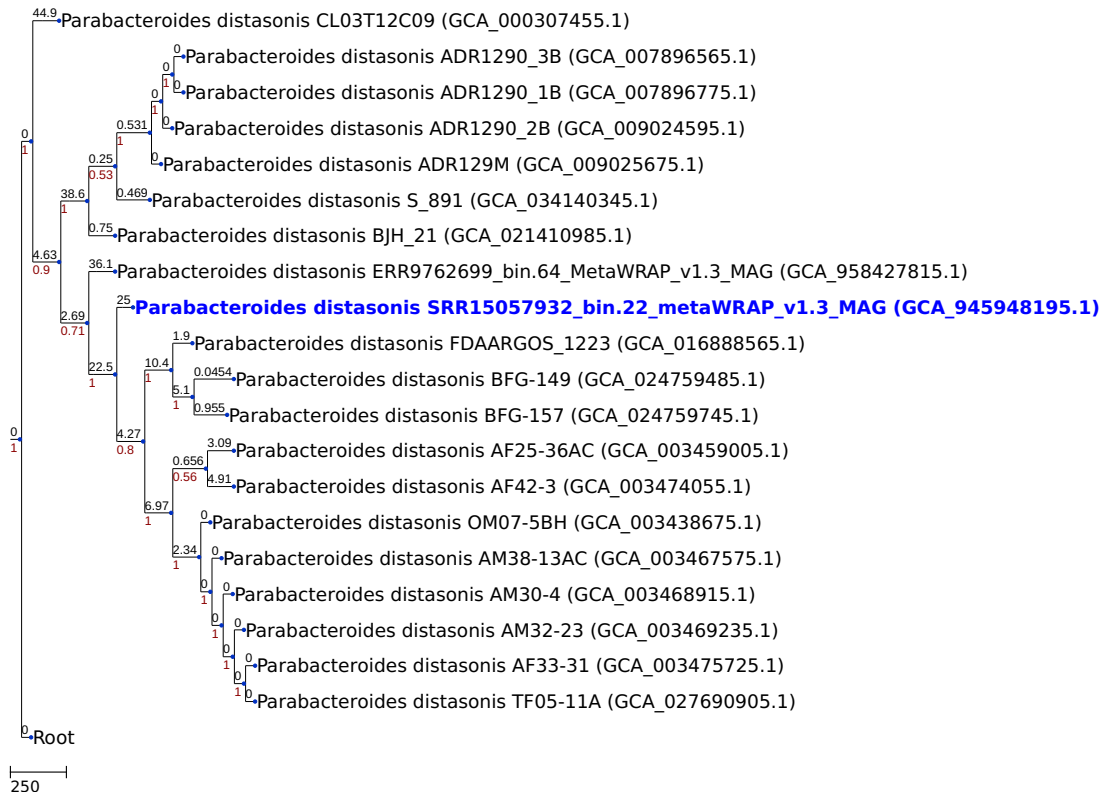 44.9 Parabacteroides distasonis CL03T12C09 (GCA_000307455.1)
0 Parabacteroides distasonis ADR1290_3B (GCA_007896565.1)
0
1
0 Parabacteroides distasonis ADR1290_1B (GCA_007896775.1)
0
1
0 Parabacteroides distasonis ADR1290_2B (GCA_009024595.1)
0.531
1
0
1
0 Parabacteroides distasonis ADR129M (GCA_009025675.1)
0.25
0.53
0.469 Parabacteroides distasonis S_891 (GCA_034140345.1)
38.6
1
0.75 Parabacteroides distasonis BJH_21 (GCA_021410985.1)
4.63
0.9
36.1 Parabacteroides distasonis ERR9762699_bin.64_MetaWRAP_v1.3_MAG (GCA_958427815.1)
25 Parabacteroides distasonis SRR15057932_bin.22_metaWRAP_v1.3_MAG (GCA_945948195.1)
2.69
0.71
1.9 Parabacteroides distasonis FDAARGOS_1223 (GCA_016888565.1)
10.4
1
22.5
1
0.0454 Parabacteroides distasonis BFG-149 (GCA_024759485.1)
5.1
1
0.955 Parabacteroides distasonis BFG-157 (GCA_024759745.1)
0
1
4.27
0.8
3.09 Parabacteroides distasonis AF25-36AC (GCA_003459005.1)
0.656
0.56
4.91 Parabacteroides distasonis AF42-3 (GCA_003474055.1)
6.97
1
0 Parabacteroides distasonis OM07-5BH (GCA_003438675.1)
2.34
1
0 Parabacteroides distasonis AM38-13AC (GCA_003467575.1)
0
1
0 Parabacteroides distasonis AM30-4 (GCA_003468915.1)
0
1
0 Parabacteroides distasonis AM32-23 (GCA_003469235.1)
0
1
0 Parabacteroides distasonis AF33-31 (GCA_003475725.1)
0
1
0 Parabacteroides distasonis TF05-11A (GCA_027690905.1)
0 Root
250